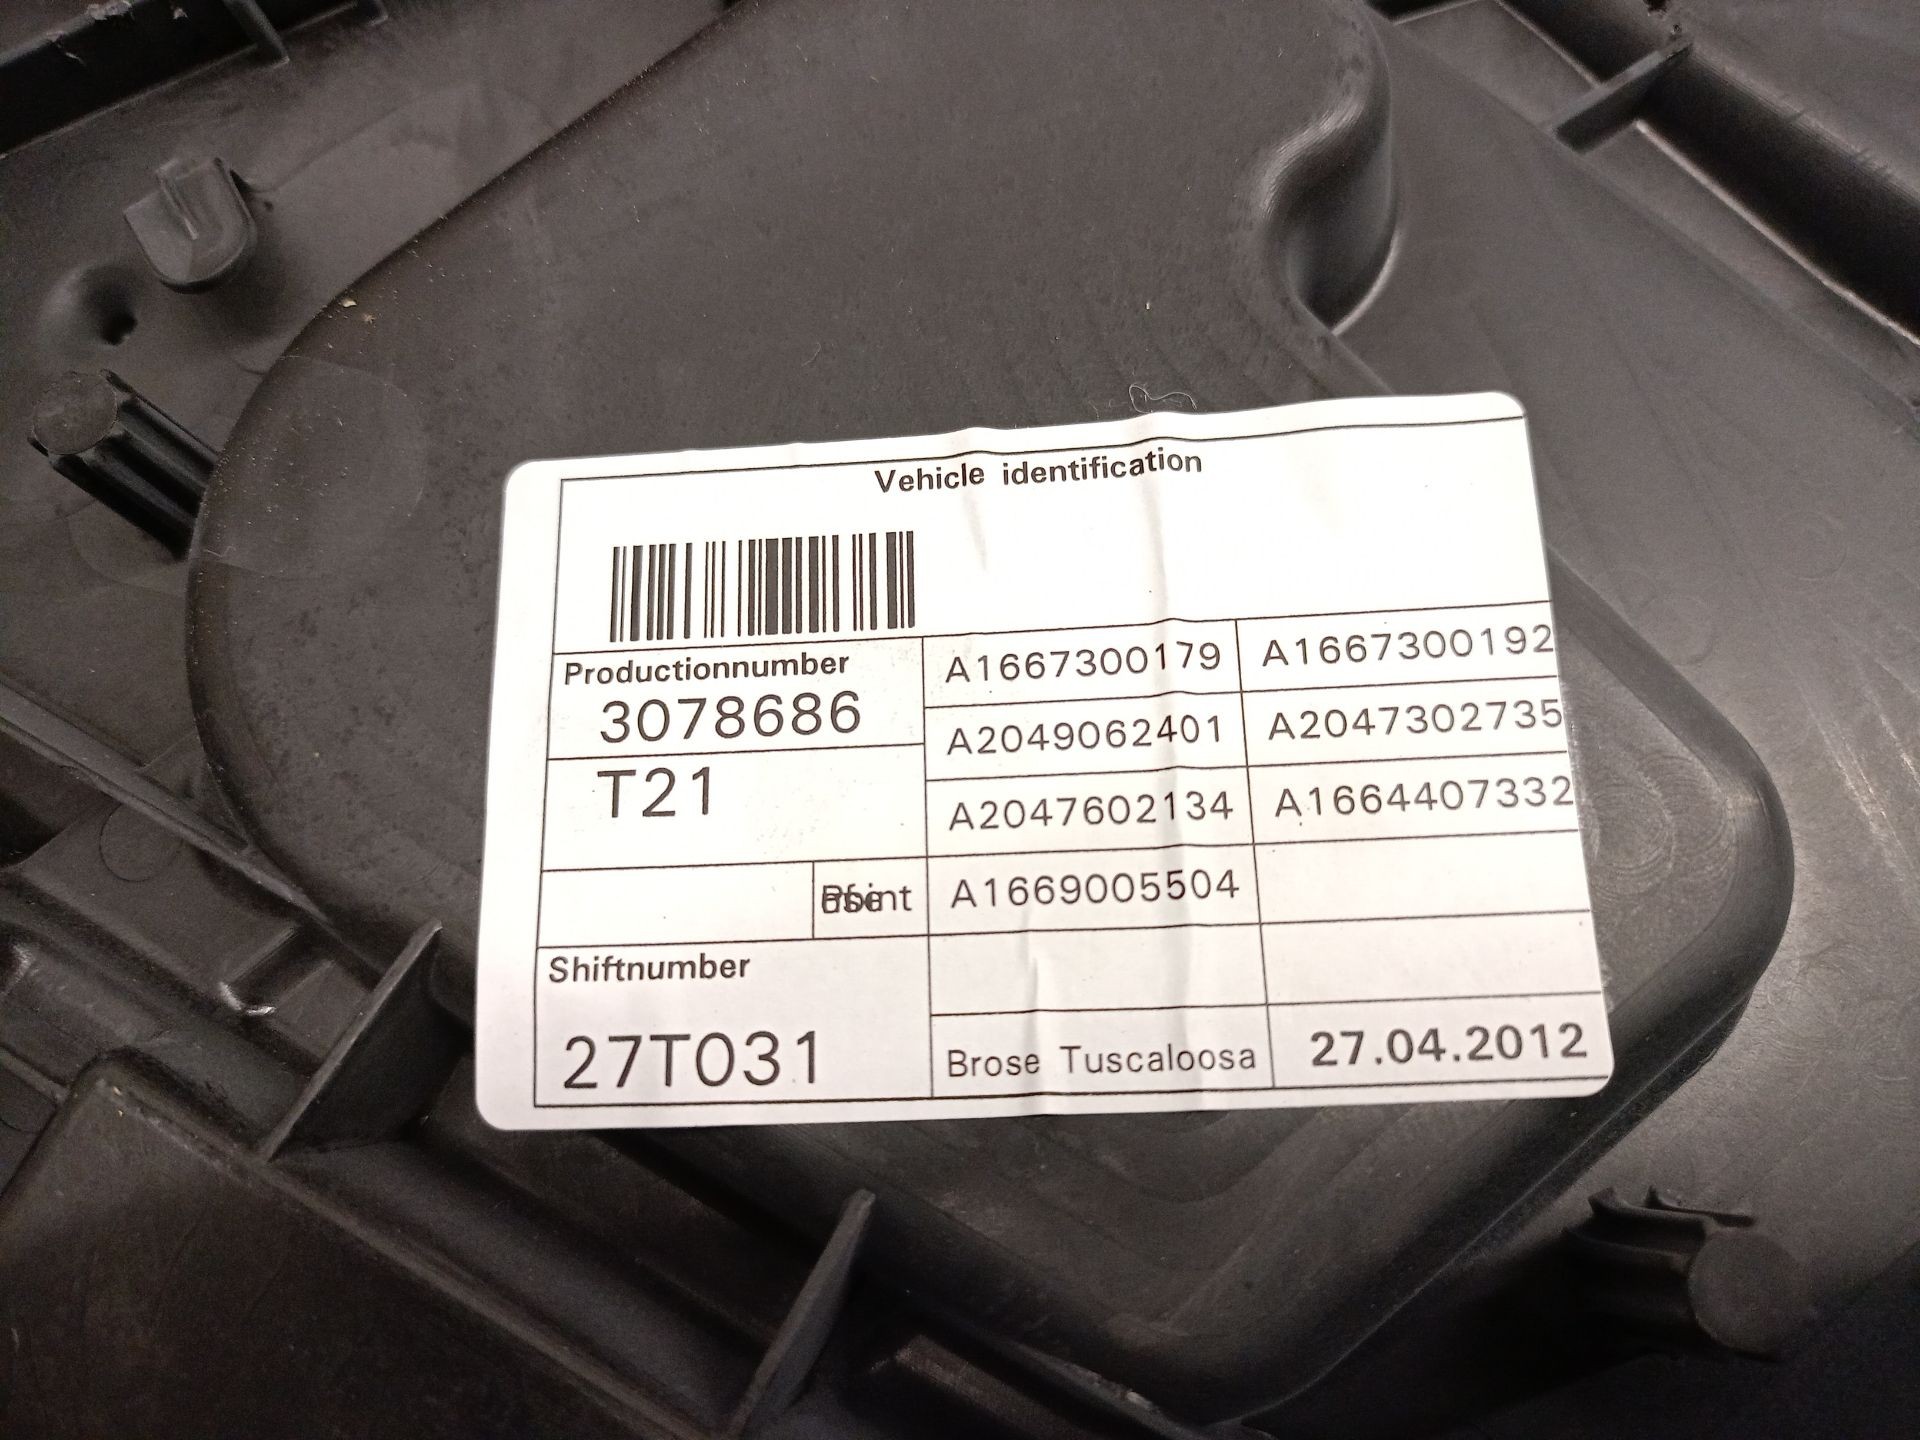 Vehicle identification
Productionnumber
3078686
T21
Shiftnumber
27T031
A1667300179 A1667300192
A2049062401 A2047302735
A2047602134 A1664407332
A1669005504
Brose Tuscaloosa 27.04.2012